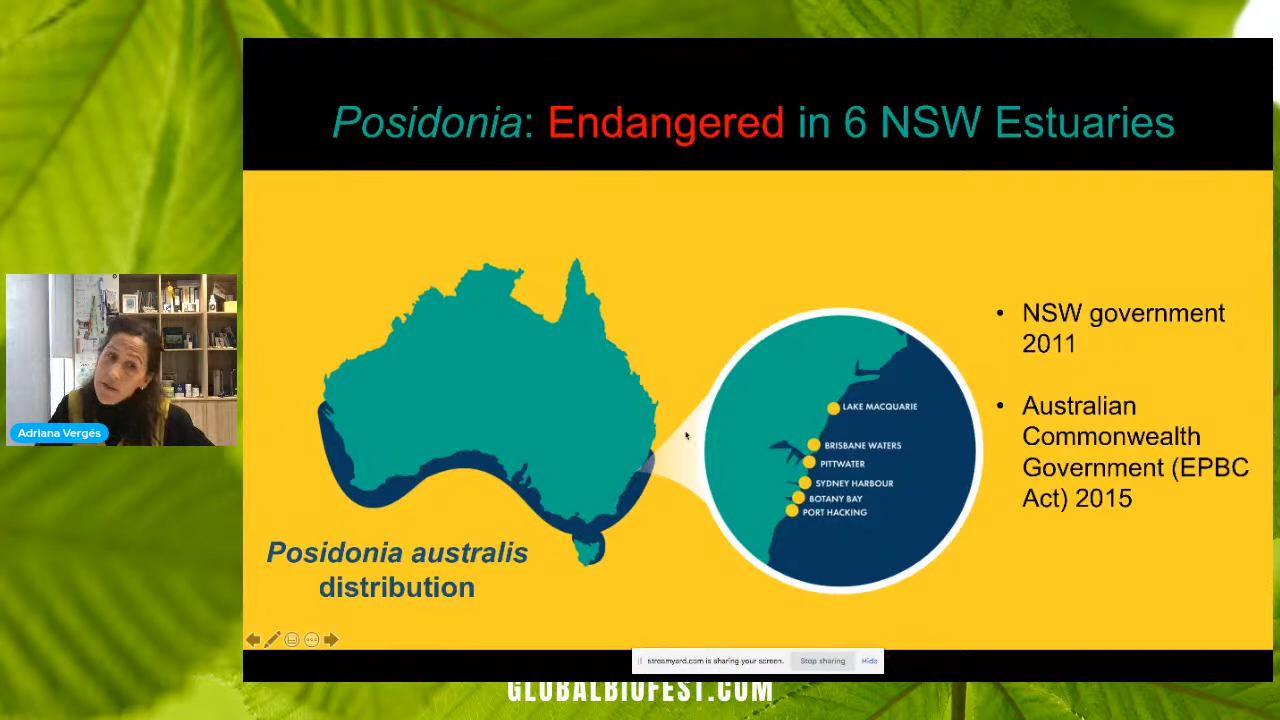 Posidonia: Endangered in 6 NSW Estuaries
LAKE MACQUARIE
BRISBANE WATERS
PITTWATER
SYDNEY HARBOUR
BOTANY BAY
PORT HACKING
• NSW government
2011
• Australian
Commonwealth
Government (EPBC
Act) 2015
Posidonia australis
distribution
Adriana Vergés
streamyard.com is sharing your screen.
Stop sharing
Hide
GLOBALBIOFEST.COM